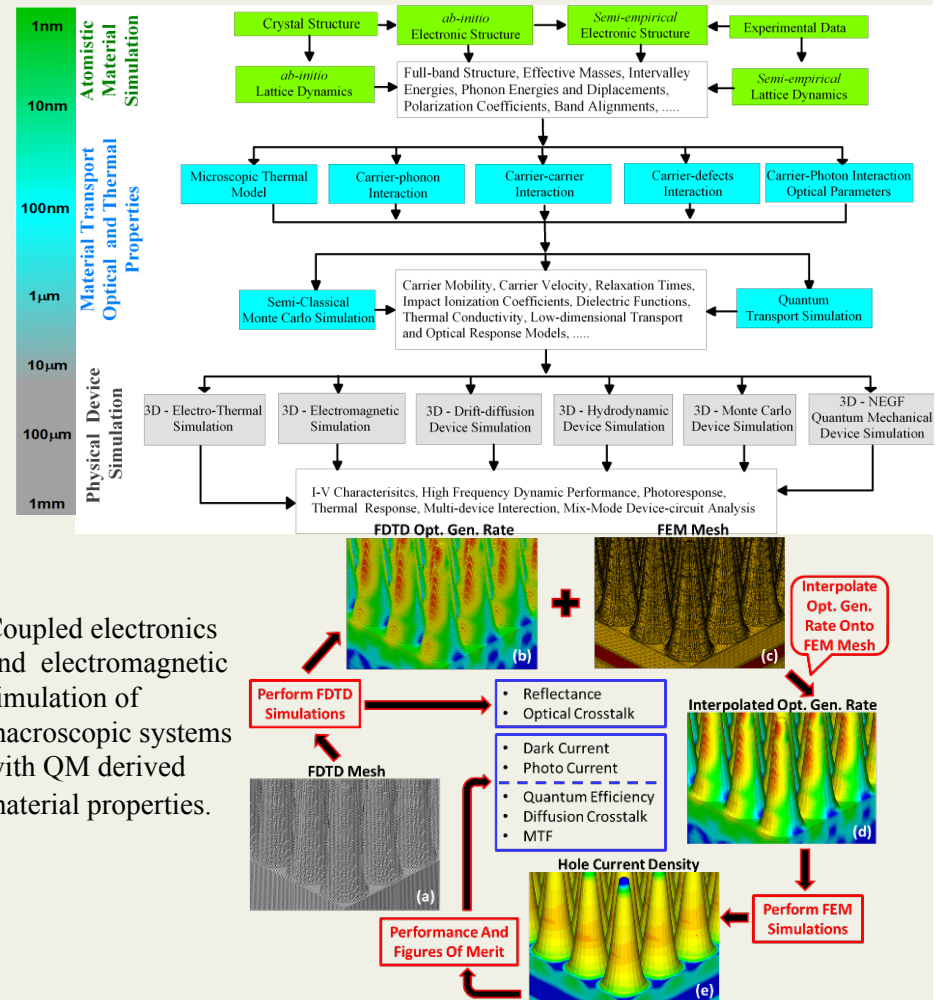 1nm
10nm
100nm
1µm
10µm
100µm
1mm
Atomistic
Material
Simulation
Material Transport
Optical and Thermal
Properties
Physical Device
Simulation
Crystal Structure
ab-initio
Electronic Structure
Semi-empirical
Electronic Structure
Experimental Data
ab-initio
Lattice Dynamics
Full-band Structure, Effective Masses, Intervalley
Energies, Phonon Energies and Diplacements,
Polarization Coefficients, Band Alignments, .....
Semi-empirical
Lattice Dynamics
Microscopic Thermal
Model
Carrier-phonon
Interaction
Carrier-carrier
Interaction
Carrier-defects
Interaction
Carrier-Photon Interaction
Optical Parameters
Semi-Classical
Monte Carlo Simulation
Carrier Mobility, Carrier Velocity, Relaxation Times,
Impact Ionization Coefficients, Dielectric Functions,
Thermal Conductivity, Low-dimensional Transport
and Optical Response Models, .....
Quantum
Transport Simulation
3D - Electro-Thermal
Simulation
3D - Electromagnetic
Simulation
3D - Drift-diffusion
Device Simulation
3D - Hydrodynamic
Device Simulation
3D - Monte Carlo
Device Simulation
3D - NEGF
Quantum Mechanical
Device Simulation
I-V Characterisitcs, High Frequency Dynamic Performance, Photoresponse,
Thermal Response, Multi-device Interection, Mix-Mode Device-circuit Analysis
FDTD Opt. Gen. Rate
(b)
FEM Mesh
(c)
Interpolate
Opt. Gen.
Rate Onto
FEM Mesh
Coupled electronics
and electromagnetic
simulation of
macroscopic systems
with QM derived
material properties.
Perform FDTD
Simulations
• Reflectance
• Optical Crosstalk
Interpolated Opt. Gen. Rate
(d)
FDTD Mesh
(a)
• Dark Current
• Photo Current
• Quantum Efficiency
• Diffusion Crosstalk
• MTF
Hole Current Density
(e)
Perform FEM
Simulations
Performance And
Figures Of Merit